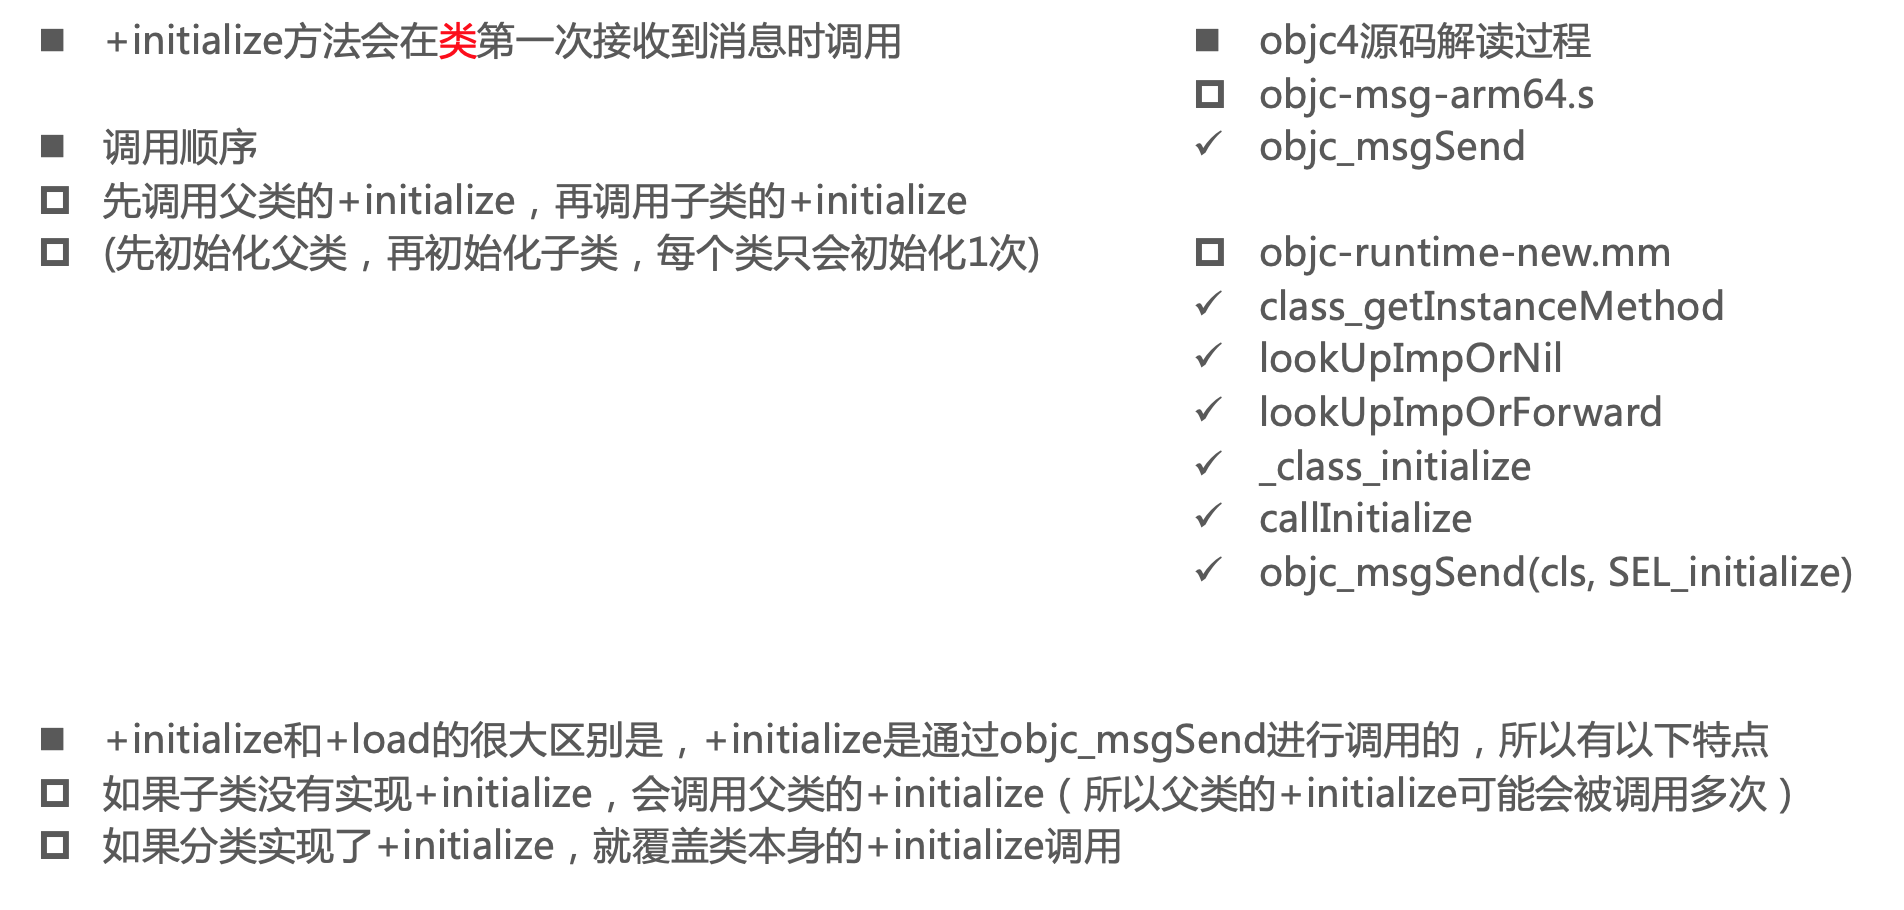 +initialize方法会在类第一次接收到消息时调用
调用顺序
先调用父类的+initialize，再调用子类的+initialize
(先初始化父类，再初始化子类，每个类只会初始化1次)
objc4源码解读过程
objc-msg-arm64.s
objc_msgSend
objc-runtime-new.mm
class_getInstanceMethod
lookUpImpOrNil
lookUpImpOrForward
_class_initialize
callInitialize
objc_msgSend(cls, SEL_initialize)
+initialize和+load的很大区别是，+initialize是通过objc_msgSend进行调用的，所以有以下特点
如果子类没有实现+initialize，会调用父类的+initialize（所以父类的+initialize可能会被调用多次）
如果分类实现了+initialize，就覆盖类本身的+initialize调用